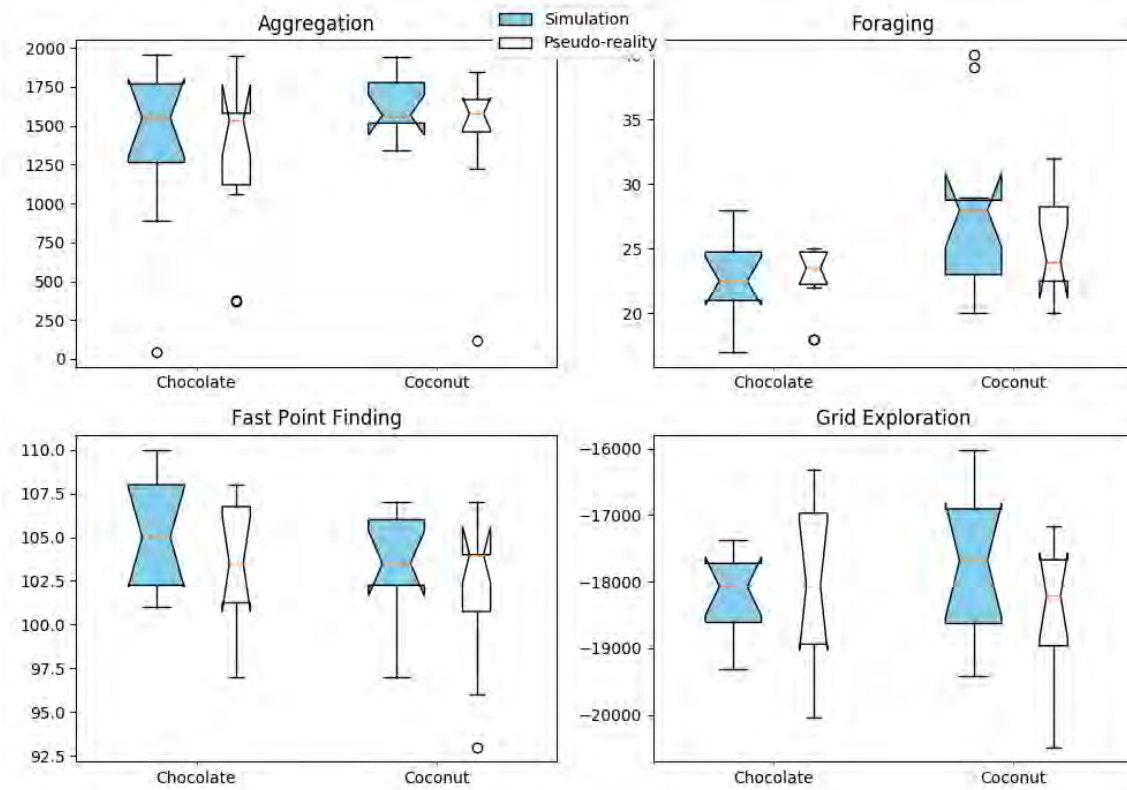 Aggregation
Simulation
Pseudo-reality
Foraging
2000
1750
1500
1250
1000
750
500
250
0
Chocolate
Coconut
35
30
25
20
Chocolate
Coconut
Fast Point Finding
110.0
107.5
105.0
102.5
100.0
97.5
95.0
92.5
Chocolate
Coconut
Grid Exploration
−16000
−17000
−18000
−19000
−20000
Chocolate
Coconut